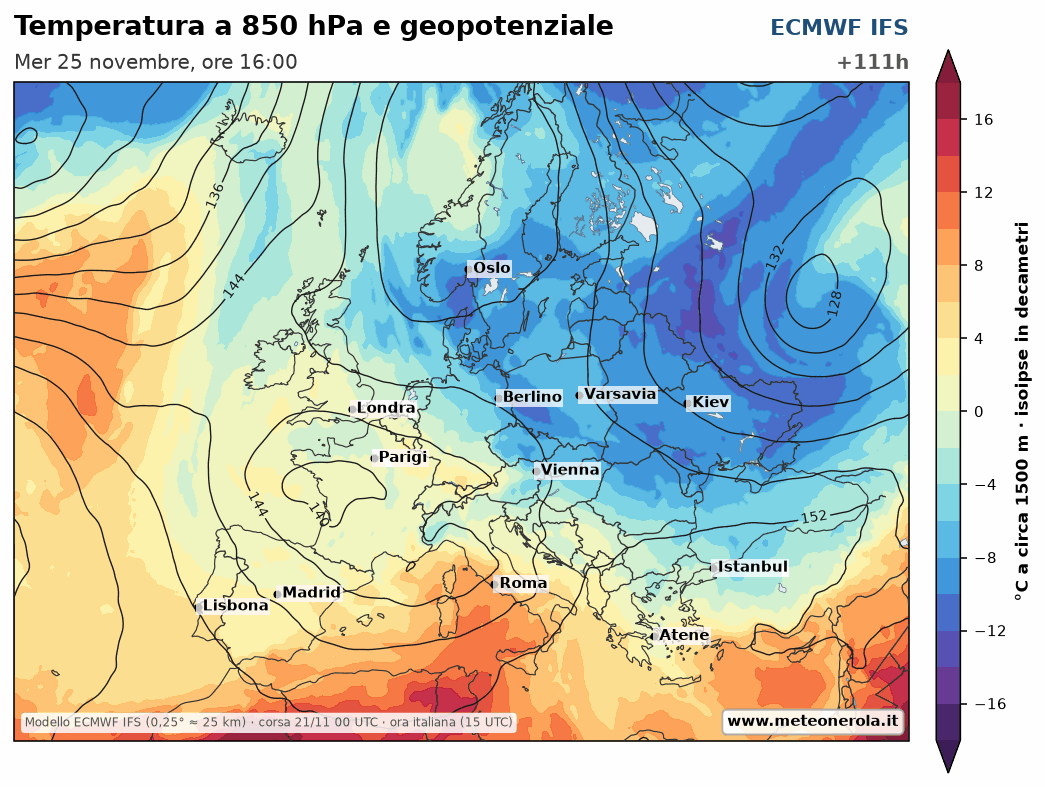 Temperatura a 850 hPa e geopotenziale
ECMWF IFS
Mer 25 novembre, ore 16:00
+111h
136
144
132
128
Oslo
Berlino
Varsavia
Kiev
Londra
Parigi
Vienna
144
152
Istanbul
Roma
Madrid
Lisbona
Atene
16
12
8
4
0
−4
−8
−12
−16
°C a circa 1500 m · isoipse in decametri
Modello ECMWF IFS (0,25° ≈ 25 km) · corsa 21/11 00 UTC · ora italiana (15 UTC)
www.meteonerola.it